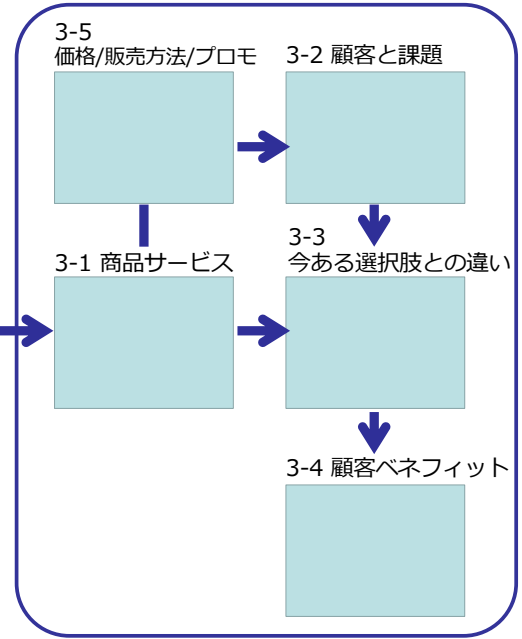 3-5
価格/販売方法/プロモ
3-2 顧客と課題
3-1 商品サービス
3-3
今ある選択肢との違い
3-4 顧客ベネフィット